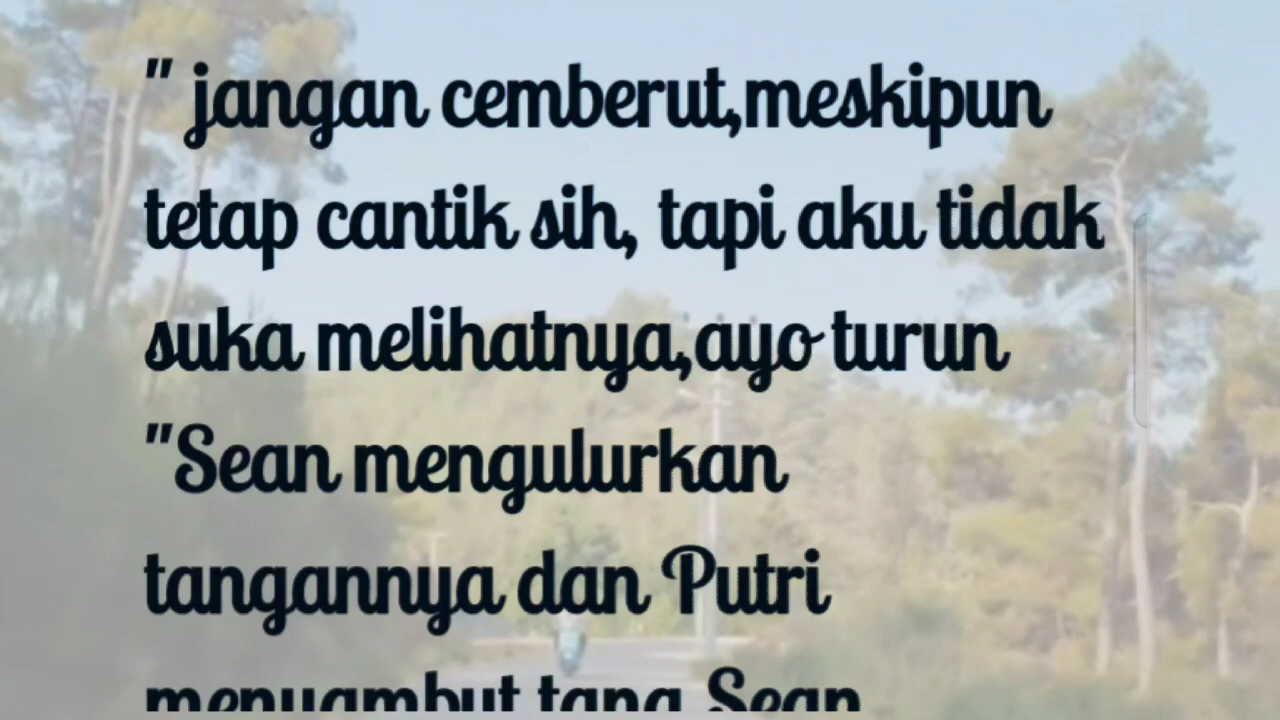 " jangan cemberut,meskipun
tetap cantik sih, tapi aku tidak
suka melihatnya,ayo turun
"Sean mengulurkan
tangannya dan Putri
menyambut tang Sean